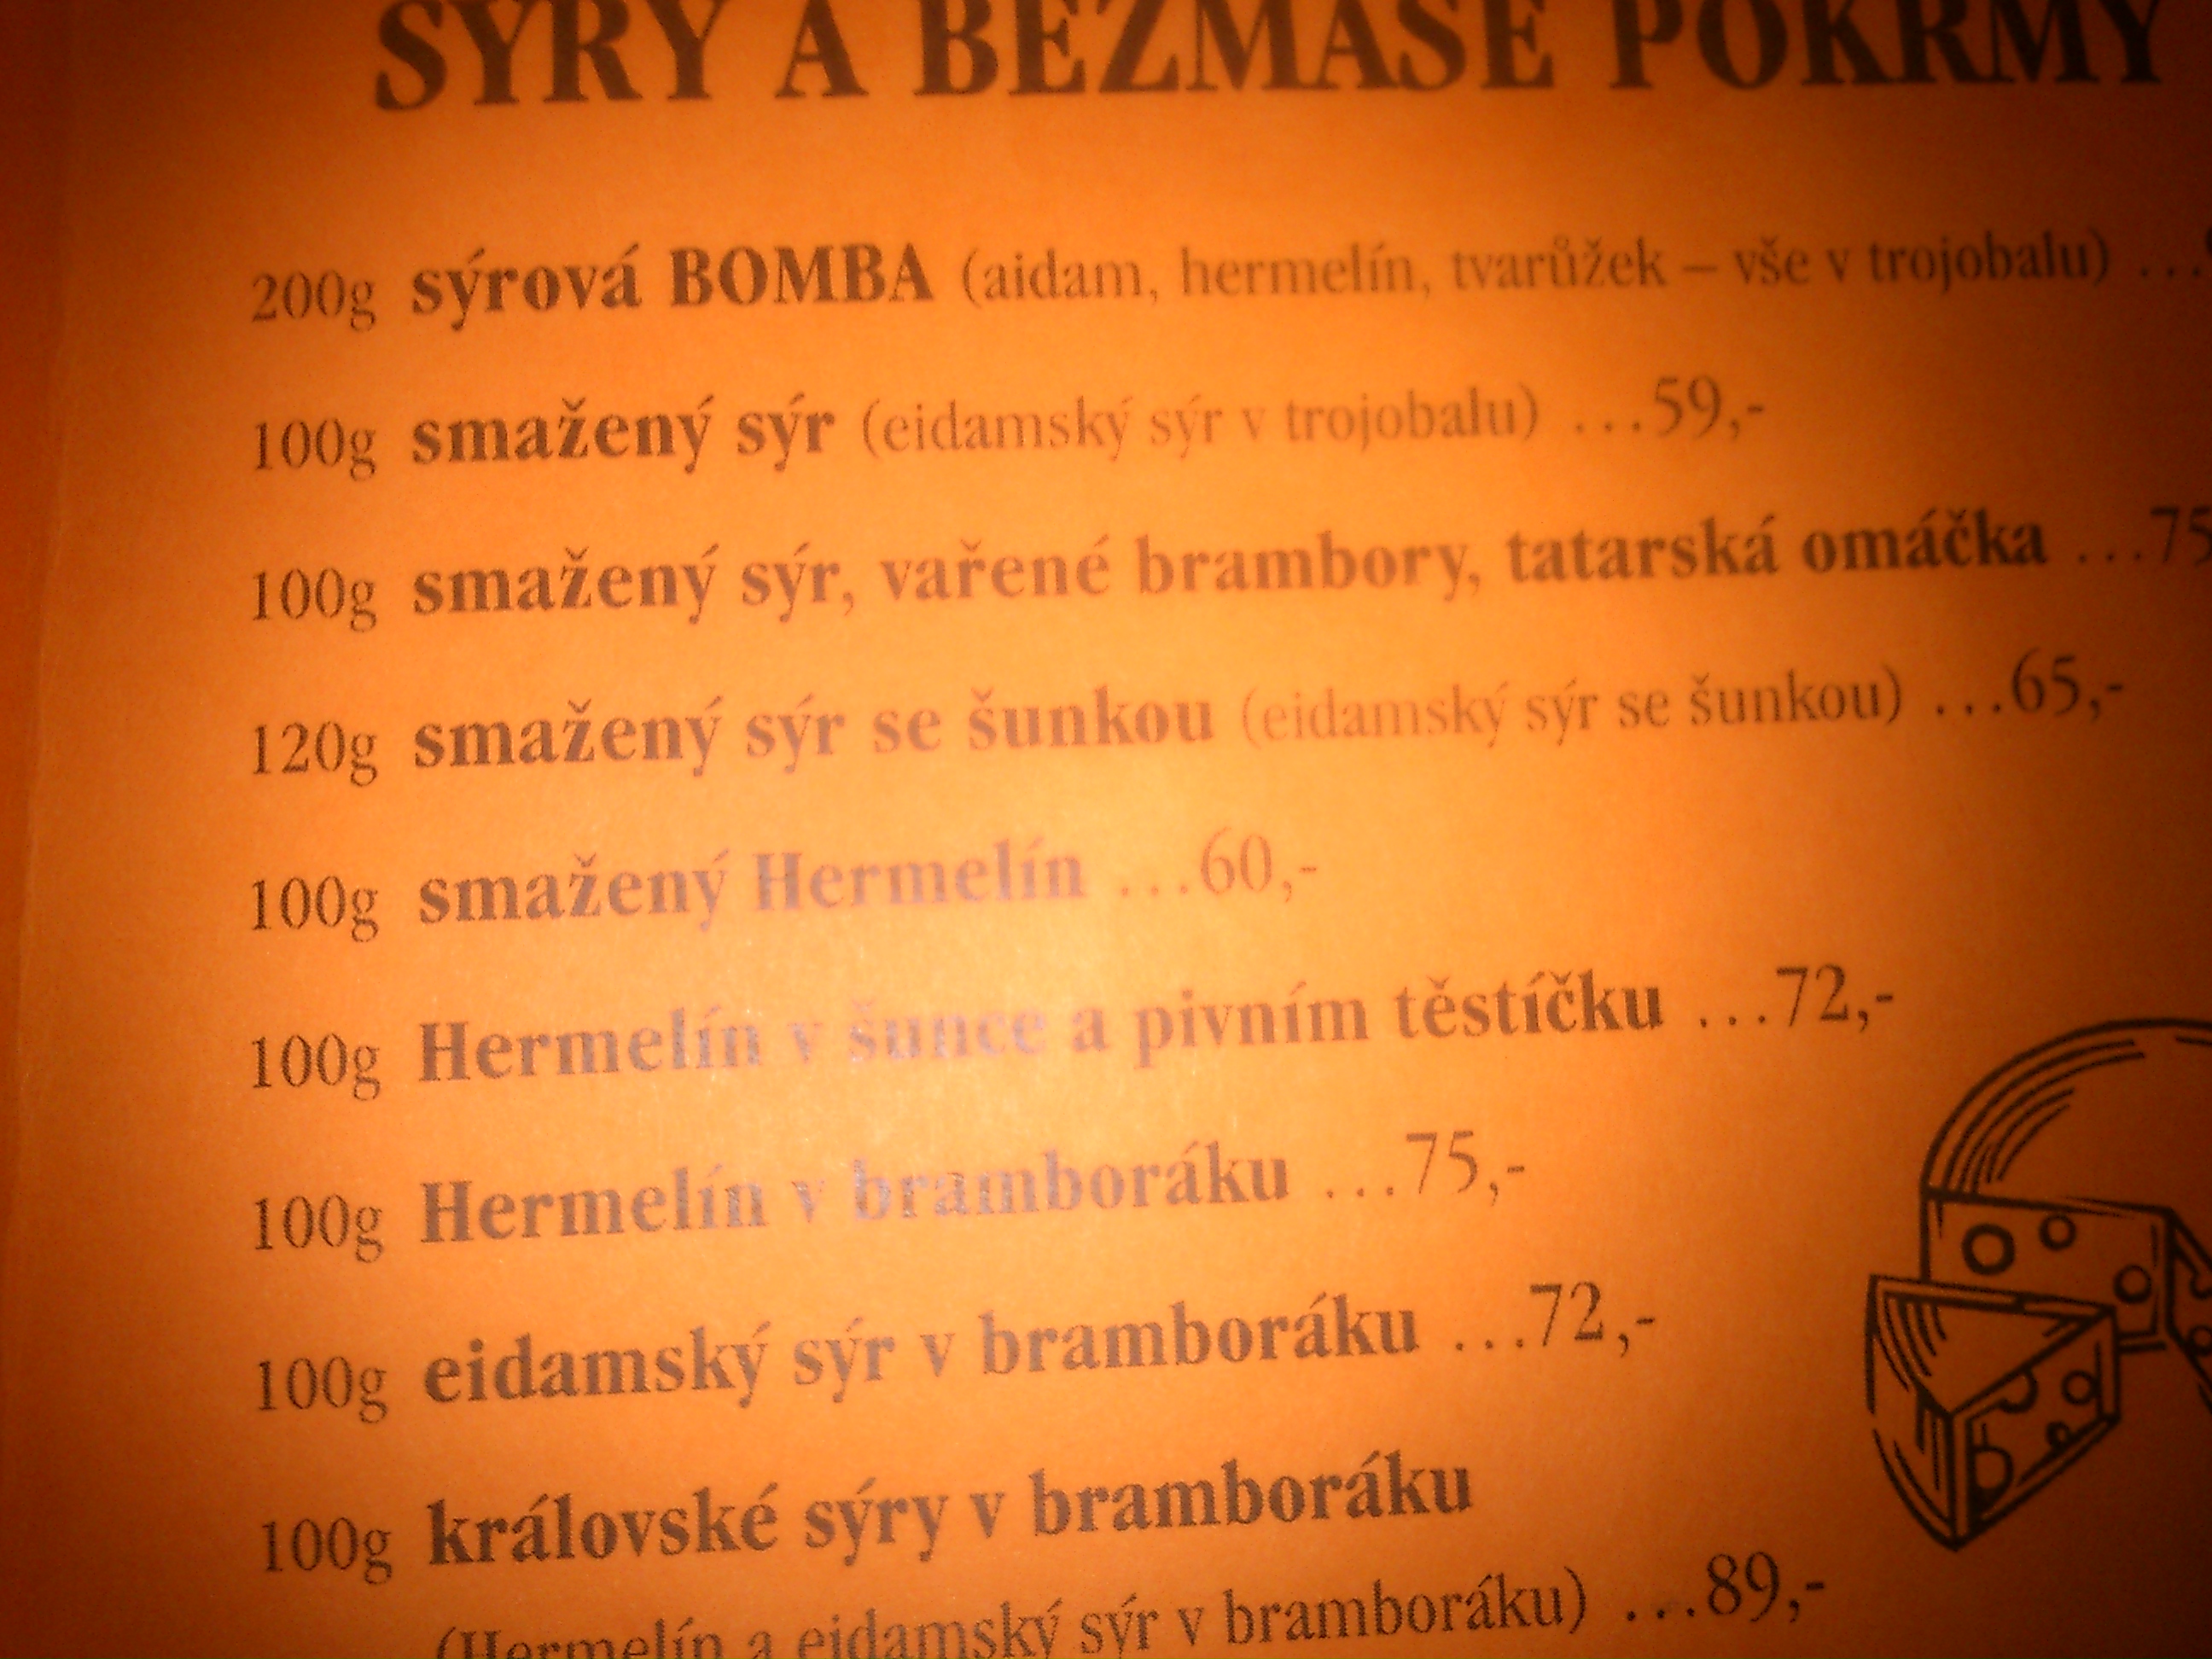 SÝRY A BEZMASÉ POKRMY
200g sýrová BOMBA (aidam, hermelín, tvarůžek – vše v trojobalu) ...
100g smažený sýr (eidamský sýr v trojobalu) ...59,-
100g smažený sýr, vařené brambory, tatarská omáčka ...75
120g smažený sýr se šunkou (eidamský sýr se šunkou) ...65,-
100g smažený Hermelín ...60,-
100g Hermelín v šunce a pivním těstíčku ...72,-
100g Hermelín v bramboráku ...75,-
100g eidamský sýr v bramboráku ...72,-
100g královské sýry v bramboráku
(Hermelín a eidamský sýr v bramboráku) ...89,-